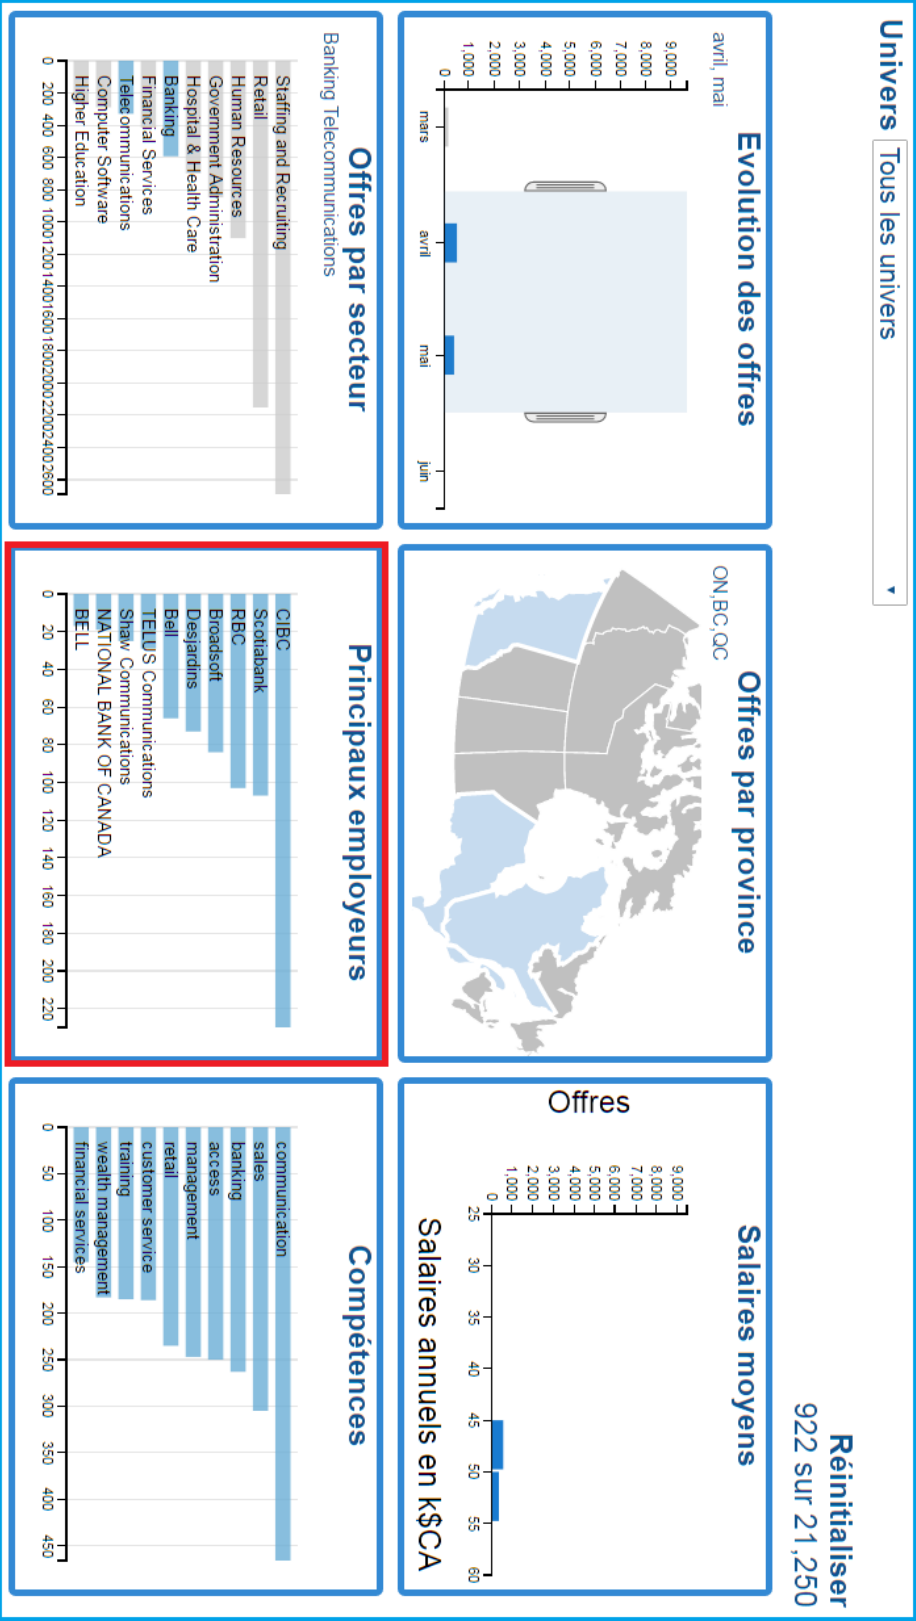 Univers Tous les univers
Réinitialiser
922 sur 21,250
Evolution des offres
avril, mai
9,000
8,000
7,000
6,000
5,000
4,000
3,000
2,000
1,000
0
mars avril mai juin
Offres par province
ON,BC,QC
Salaires moyens
Offres
9,000
8,000
7,000
6,000
5,000
4,000
3,000
2,000
1,000
0
25 30 35 40 45 50 55 60
Salaires annuels en k$CA
Offres par secteur
Banking Telecommunications
Staffing and Recruiting
Retail
Human Resources
Government Administration
Hospital & Health Care
Banking
Financial Services
Telecommunications
Computer Software
Higher Education
0 200 400 600 800 1000 1200 1400 1600 1800 2000 2200 2400 2600
Principaux employeurs
CIBC
Scotiabank
RBC
Broadsoft
Desjardins
Bell
TELUS Communications
Shaw Communications
NATIONAL BANK OF CANADA
BELL
0 20 40 60 80 100 120 140 160 180 200 220
Compétences
communication
sales
banking
access
management
retail
customer service
training
wealth management
financial services
0 50 100 150 200 250 300 350 400 450